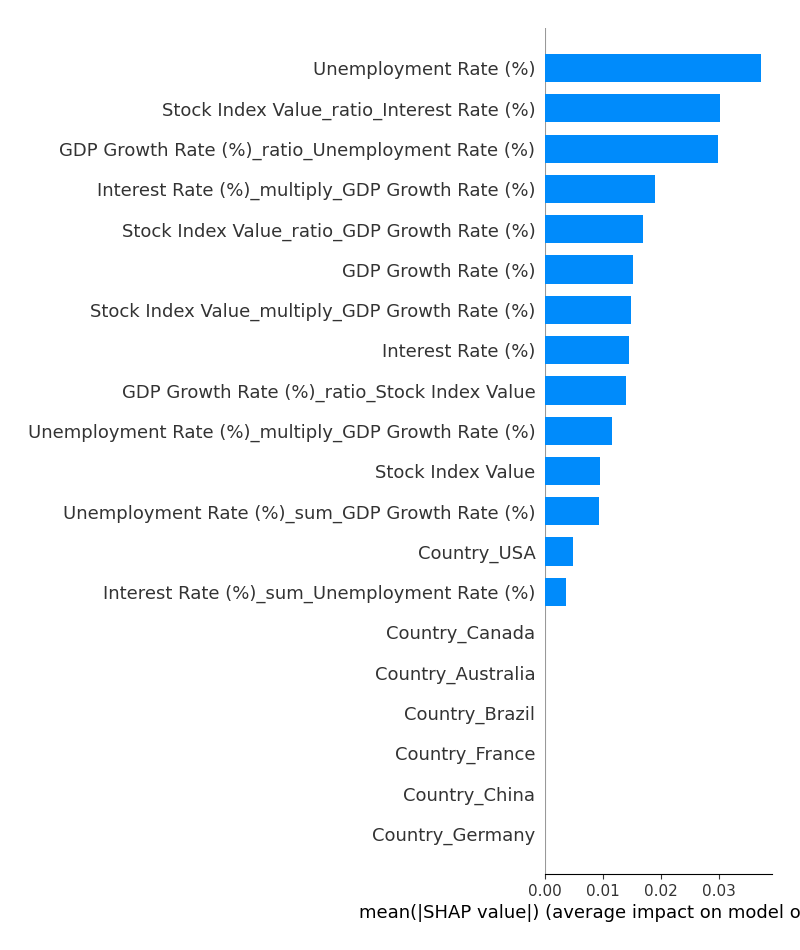 Unemployment Rate (%)
Stock Index Value_ratio_Interest Rate (%)
GDP Growth Rate (%)_ratio_Unemployment Rate (%)
Interest Rate (%)_multiply_GDP Growth Rate (%)
Stock Index Value_ratio_GDP Growth Rate (%)
GDP Growth Rate (%)
Stock Index Value_multiply_GDP Growth Rate (%)
Interest Rate (%)
GDP Growth Rate (%)_ratio_Stock Index Value
Unemployment Rate (%)_multiply_GDP Growth Rate (%)
Stock Index Value
Unemployment Rate (%)_sum_GDP Growth Rate (%)
Country_USA
Interest Rate (%)_sum_Unemployment Rate (%)
Country_Canada
Country_Australia
Country_Brazil
Country_France
Country_China
Country_Germany
0.00 0.01 0.02 0.03
mean(|SHAP value|) (average impact on model o